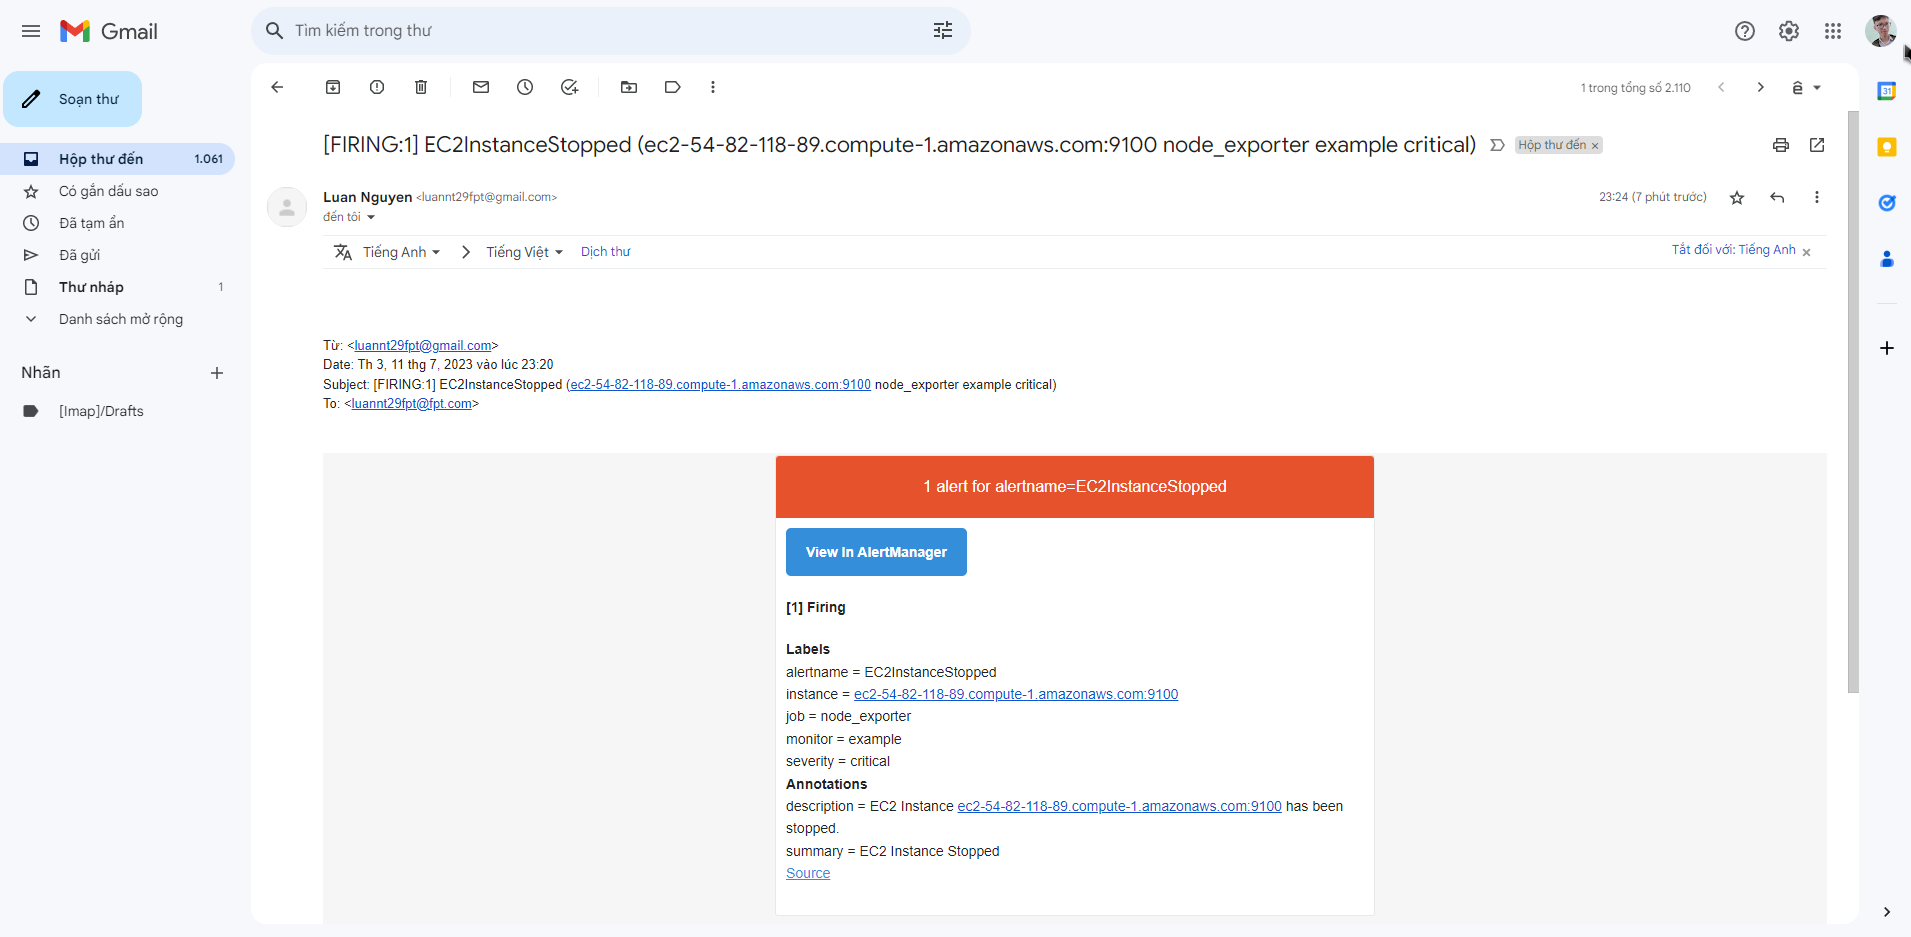 Gmail
Tìm kiếm trong thư
Soạn thư
1 trong tổng số 2.110
ê
Hộp thư đến 1.061
Có gắn dấu sao
Đã tạm ẩn
Đã gửi
Thư nháp 1
Danh sách mở rộng
Nhãn
[Imap]/Drafts
[FIRING:1] EC2InstanceStopped (ec2-54-82-118-89.compute-1.amazonaws.com:9100 node_exporter example critical) Hộp thư đến ×
Luan Nguyen <luannt29fpt@gmail.com> 23:24 (7 phút trước)
đến tôi
Tiếng Anh Tiếng Việt Dịch thư Tắt đối với: Tiếng Anh ×
Từ: <luannt29fpt@gmail.com>
Date: Th 3, 11 thg 7, 2023 vào lúc 23:20
Subject: [FIRING:1] EC2InstanceStopped (ec2-54-82-118-89.compute-1.amazonaws.com:9100 node_exporter example critical)
To: <luannt29fpt@fpt.com>
1 alert for alertname=EC2InstanceStopped
View in AlertManager
[1] Firing
Labels
alertname = EC2InstanceStopped
instance = ec2-54-82-118-89.compute-1.amazonaws.com:9100
job = node_exporter
monitor = example
severity = critical
Annotations
description = EC2 Instance ec2-54-82-118-89.compute-1.amazonaws.com:9100 has been
stopped.
summary = EC2 Instance Stopped
Source
31